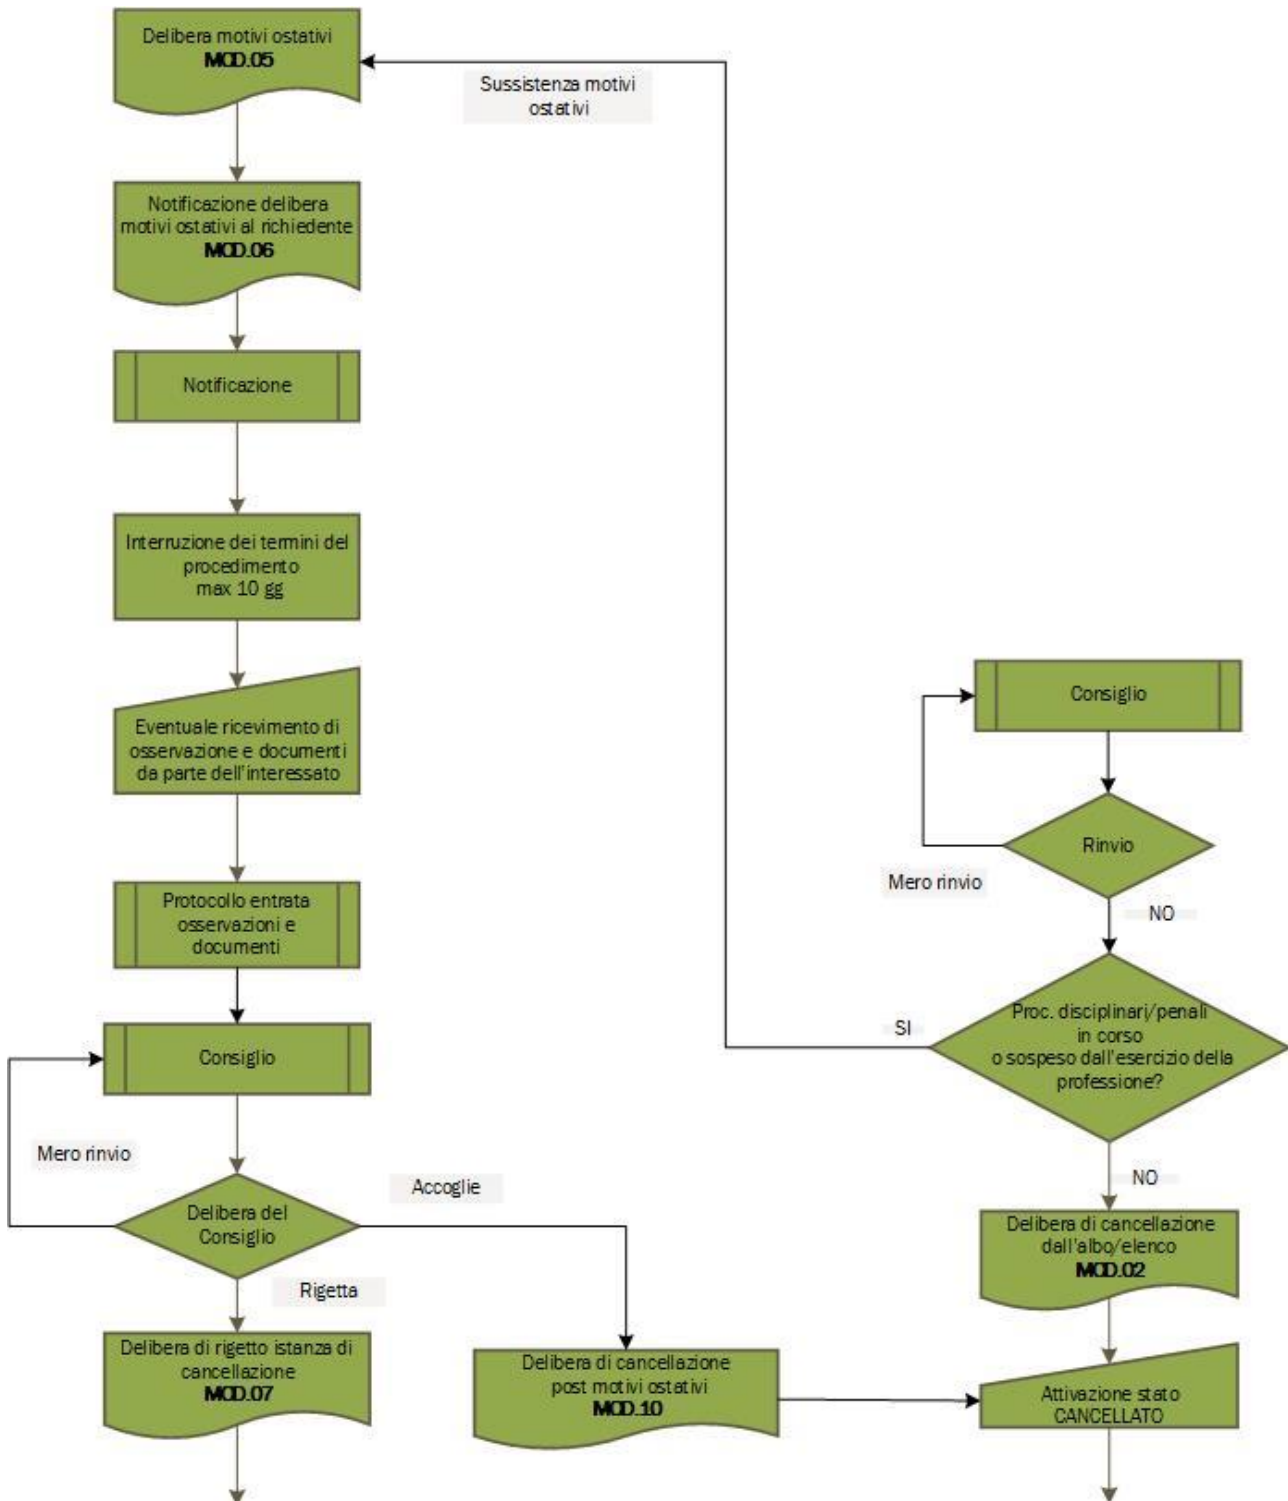 Delibera motivi ostativi
MOD.05
Sussistenza motivi
ostativi
Notificazione delibera
motivi ostativi al richiedente
MOD.06
Notificazione
Interruzione dei termini del
procedimento
max 10 gg
Eventuale ricevimento di
osservazione e documenti
da parte dell'interessato
Protocollo entrata
osservazioni e
documenti
Consiglio
Mero rinvio
Delibera del
Consiglio
Accoglie
Rigetta
Delibera di rigetto istanza di
cancellazione
MOD.07
Delibera di cancellazione
post motivi ostativi
MOD.10
Consiglio
Rinvio
Mero rinvio
NO
Proc. disciplinari/penali
in corso
o sospeso dall'esercizio della
professione?
SI
NO
Delibera di cancellazione
dall'albo/elenco
MOD.02
Attivazione stato
CANCELLATO